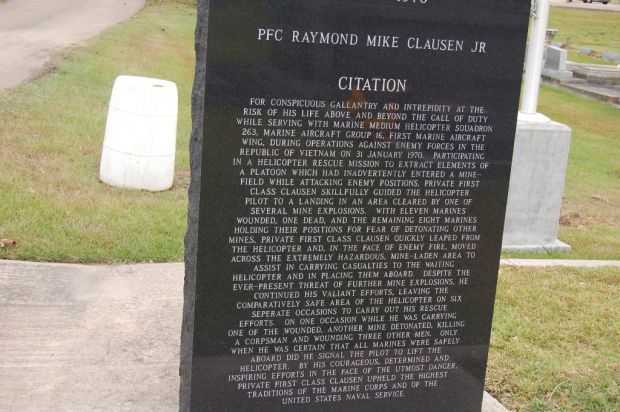 1970
PFC RAYMOND MIKE CLAUSEN JR
CITATION
FOR CONSPICUOUS GALLANTRY AND INTREPIDITY AT THE
RISK OF HIS LIFE ABOVE AND BEYOND THE CALL OF DUTY
WHILE SERVING WITH MARINE MEDIUM HELICOPTER SQUADRON
263, MARINE AIRCRAFT GROUP 16, FIRST MARINE AIRCRAFT
WING, DURING OPERATIONS AGAINST ENEMY FORCES IN THE
REPUBLIC OF VIETNAM ON 31 JANUARY 1970. PARTICIPATING
IN A HELICOPTER RESCUE MISSION TO EXTRACT ELEMENTS OF
A PLATOON WHICH HAD INADVERTENTLY ENTERED A MINE-
FIELD WHILE ATTACKING ENEMY POSITIONS, PRIVATE FIRST
CLASS CLAUSEN SKILLFULLY GUIDED THE HELICOPTER
PILOT TO A LANDING IN AN AREA CLEARED BY ONE OF
SEVERAL MINE EXPLOSIONS. WITH ELEVEN MARINES
WOUNDED, ONE DEAD, AND THE REMAINING EIGHT MARINES
HOLDING THEIR POSITIONS FOR FEAR OF DETONATING OTHER
MINES, PRIVATE FIRST CLASS CLAUSEN QUICKLY LEAPED FROM
THE HELICOPTER AND, IN THE FACE OF ENEMY FIRE, MOVED
ACROSS THE EXTREMELY HAZARDOUS, MINE-LADEN AREA TO
ASSIST IN CARRYING CASUALTIES TO THE WAITING
HELICOPTER AND IN PLACING THEM ABOARD. DESPITE THE
EVER-PRESENT THREAT OF FURTHER MINE EXPLOSIONS, HE
CONTINUED HIS VALIANT EFFORTS, LEAVING THE
COMPARATIVELY SAFE AREA OF THE HELICOPTER ON SIX
SEPERATE OCCASIONS TO CARRY OUT HIS RESCUE
EFFORTS. ON ONE OCCASION WHILE HE WAS CARRYING
ONE OF THE WOUNDED, ANOTHER MINE DETONATED, KILLING
A CORPSMAN AND WOUNDING THREE OTHER MEN. ONLY
WHEN HE WAS CERTAIN THAT ALL MARINES WERE SAFELY
ABOARD DID HE SIGNAL THE PILOT TO LIFT THE
HELICOPTER. BY HIS COURAGEOUS, DETERMINED AND
INSPIRING EFFORTS IN THE FACE OF THE UTMOST DANGER,
PRIVATE FIRST CLASS CLAUSEN UPHELD THE HIGHEST
TRADITIONS OF THE MARINE CORPS AND OF THE
UNITED STATES NAVAL SERVICE.